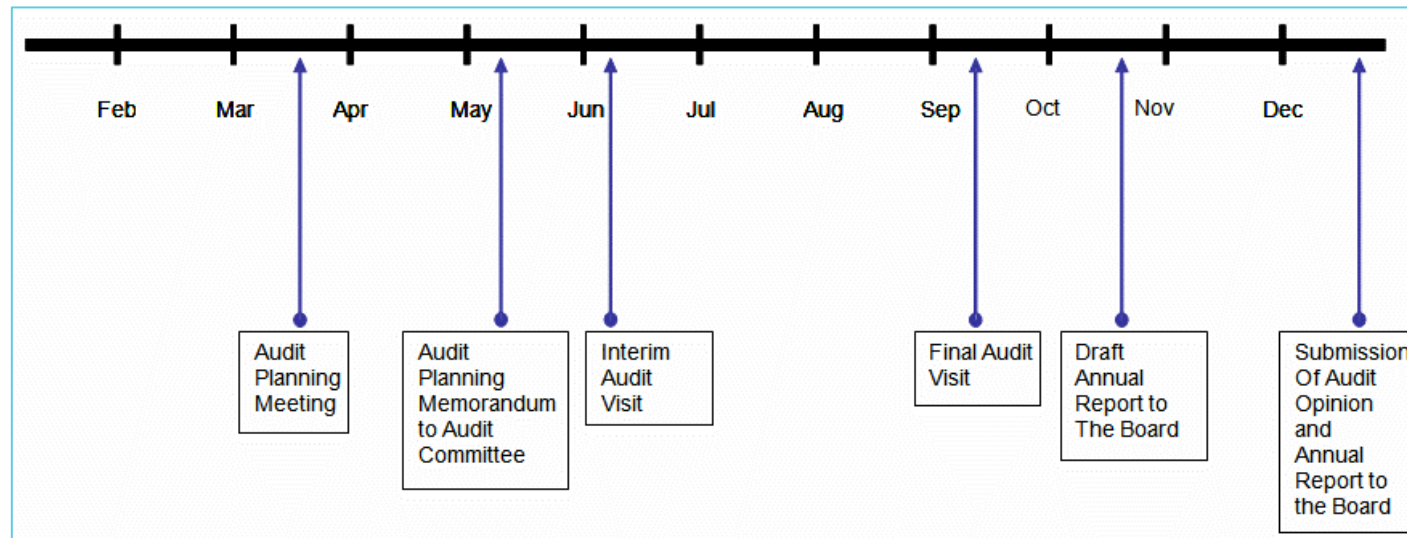 Feb Mar Apr May Jun Jul Aug Sep Oct Nov Dec
Audit
Planning
Meeting
Audit
Planning
Memorandum
to Audit
Committee
Interim
Audit
Visit
Final Audit
Visit
Draft
Annual
Report to
The Board
Submission
Of Audit
Opinion
and
Annual
Report to
the Board